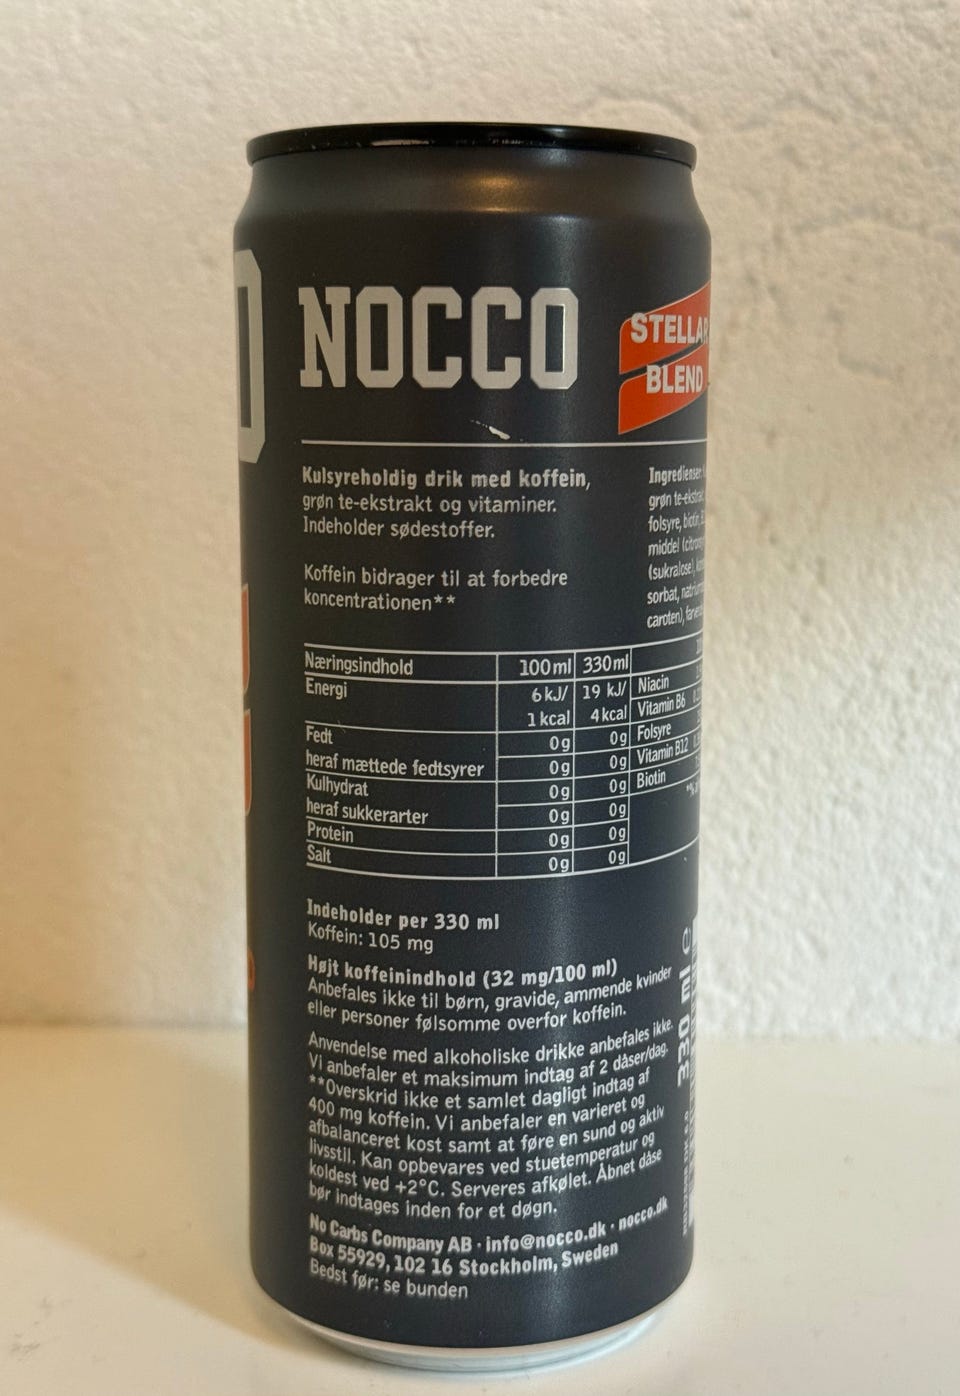 NOCCO
STELLAR
BLEND
Kulsyreholdig drik med koffein,
grøn te-ekstrakt og vitaminer.
Indeholder sødestoffer.
Koffein bidrager til at forbedre
koncentrationen**
Ingredienser:
grøn te-ekstrakt
folsyre, biotin,
middel
(sukralose),
sorbat,
caroten),
Næringsindhold 100 ml 330 ml
Energi 6 kJ/ 19 kJ/
1 kcal 4 kcal
Fedt 0 g 0 g
heraf mættede fedtsyrer 0 g 0 g
Kulhydrat 0 g 0 g
heraf sukkerarter 0 g 0 g
Protein 0 g 0 g
Salt 0 g 0 g
Niacin
Vitamin B6
Folsyre
Vitamin B12
Biotin
Indeholder per 330 ml
Koffein: 105 mg
Højt koffeinindhold (32 mg/100 ml)
Anbefales ikke til børn, gravide, ammende kvinder
eller personer følsomme overfor koffein.
Anvendelse med alkoholiske drikke anbefales ikke.
Vi anbefaler et maksimum indtag af 2 dåser/dag.
**Overskrid ikke et samlet dagligt indtag af
400 mg koffein. Vi anbefaler en varieret og
afbalanceret kost samt at føre en sund og aktiv
livsstil. Kan opbevares ved stuetemperatur og
koldest ved +2°C. Serveres afkølet. Åbnet dåse
bør indtages inden for et døgn.
No Carbs Company AB · info@nocco.dk · nocco.dk
Box 55929, 102 16 Stockholm, Sweden
Bedst før: se bunden
330 ml e